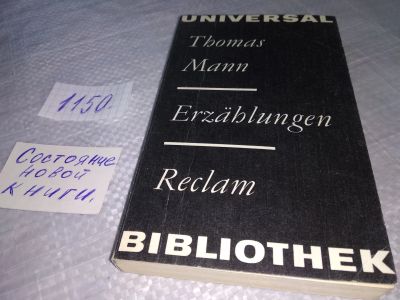 UNIVERSAL
Thomas
Mann
Erzählungen
Reclam
BIBLIOTHEK
1150
Состояние
новой
книги.